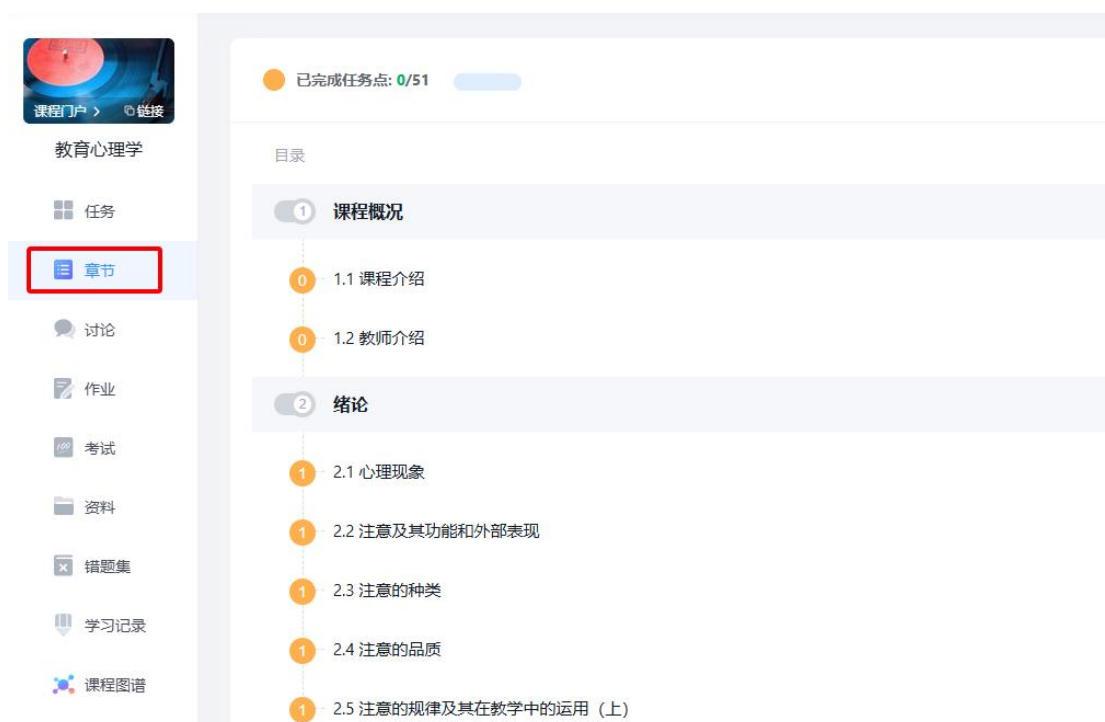 课程门户 > 链接
教育心理学
任务
章节
讨论
作业
100 考试
资料
错题集
学习记录
课程图谱
已完成任务点: 0/51
目录
1 课程概况
0 1.1 课程介绍
0 1.2 教师介绍
2 绪论
1 2.1 心理现象
1 2.2 注意及其功能和外部表现
1 2.3 注意的种类
1 2.4 注意的品质
1 2.5 注意的规律及其在教学中的运用（上）